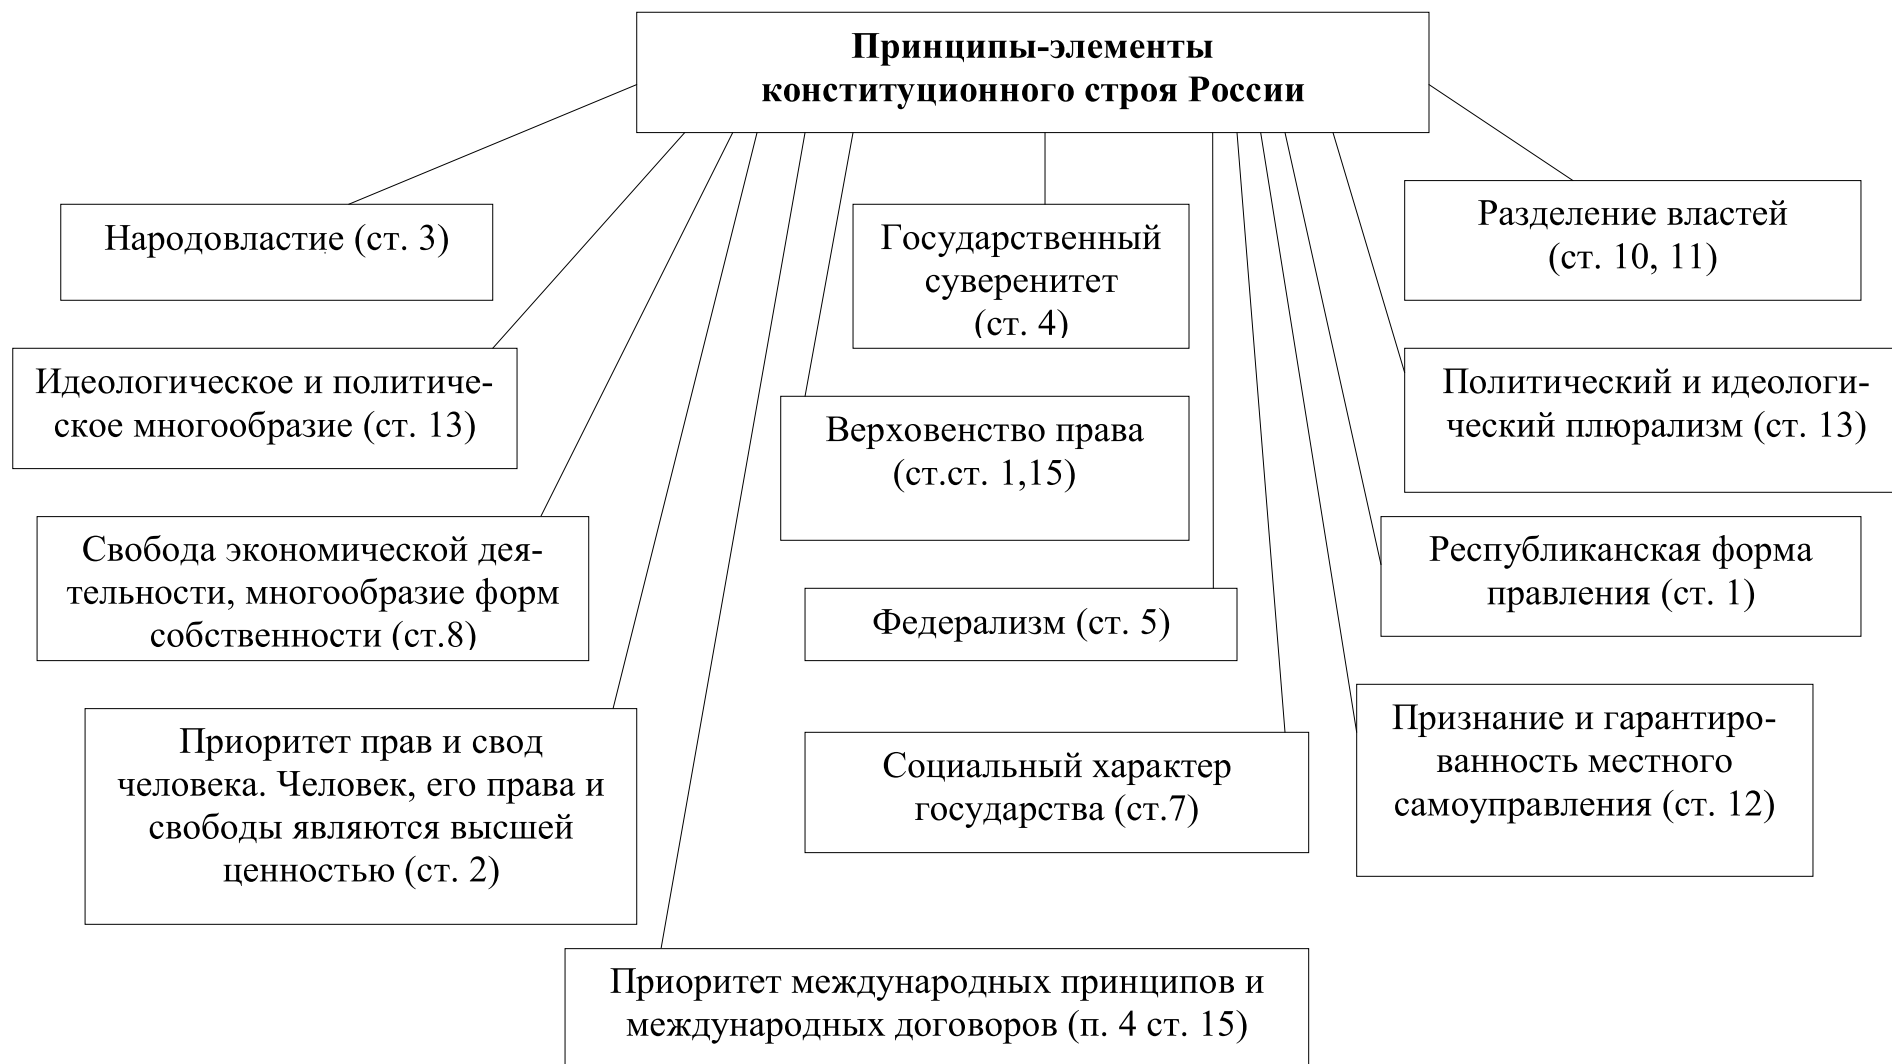 Принципы-элементы
конституционного строя России
Народовластие (ст. 3)
Идеологическое и политиче-
ское многообразие (ст. 13)
Свобода экономической дея-
тельности, многообразие форм
собственности (ст.8)
Приоритет прав и свод
человека. Человек, его права и
свободы являются высшей
ценностью (ст. 2)
Приоритет международных принципов и
международных договоров (п. 4 ст. 15)
Государственный
суверенитет
(ст. 4)
Верховенство права
(ст.ст. 1,15)
Федерализм (ст. 5)
Социальный характер
государства (ст.7)
Разделение властей
(ст. 10, 11)
Политический и идеологи-
ческий плюрализм (ст. 13)
Республиканская форма
правления (ст. 1)
Признание и гарантиро-
ванность местного
самоуправления (ст. 12)